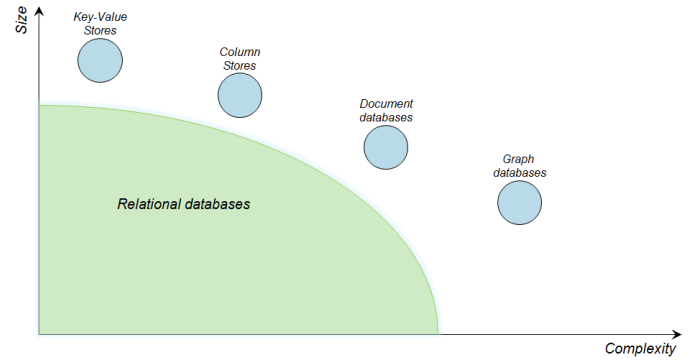 Size
Key-Value
Stores
Column
Stores
Document
databases
Graph
databases
Relational databases
Complexity